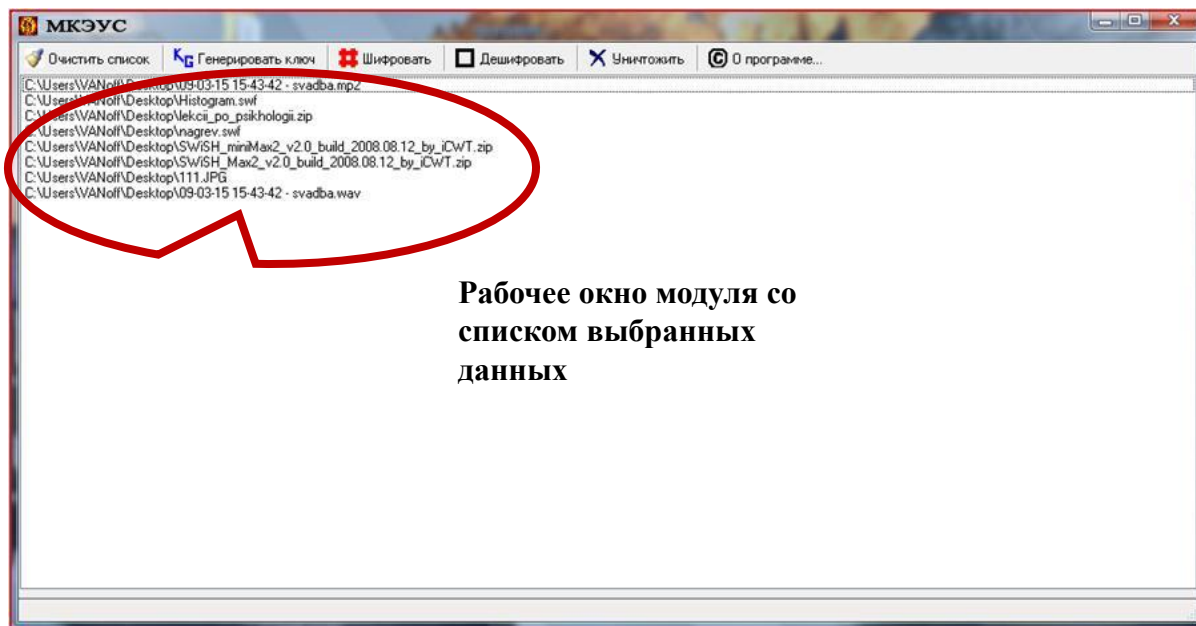 МКЭУС
Очистить список KG Генерировать ключ Шифровать Дешифровать Уничтожить © О программе...
C:\Users\VANoff\Desktop\09-03-15 15-43-42 - svadba.mp2
C:\Users\VANoff\Desktop\Histogram.swf
C:\Users\VANoff\Desktop\lekcii_po_psikhologii.zip
C:\Users\VANoff\Desktop\nagrev.swf
C:\Users\VANoff\Desktop\SWiSH_miniMax2_v2.0_build_2008.08.12_by_iCWT.zip
C:\Users\VANoff\Desktop\SWiSH_Max2_v2.0_build_2008.08.12_by_iCWT.zip
C:\Users\VANoff\Desktop\111.JPG
C:\Users\VANoff\Desktop\09-03-15 15-43-42 - svadba.wav
Рабочее окно модуля со
списком выбранных
данных